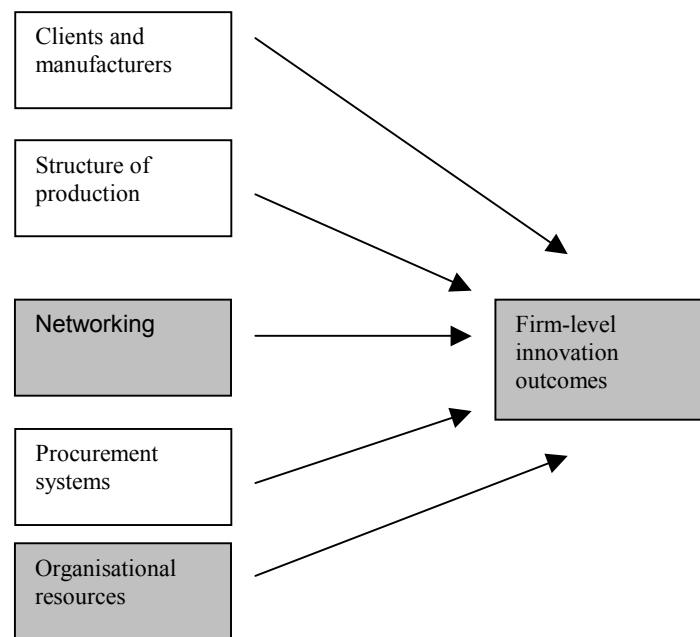 Clients and
manufacturers
Structure of
production
Networking
Firm-level
innovation
outcomes
Procurement
systems
Organisational
resources